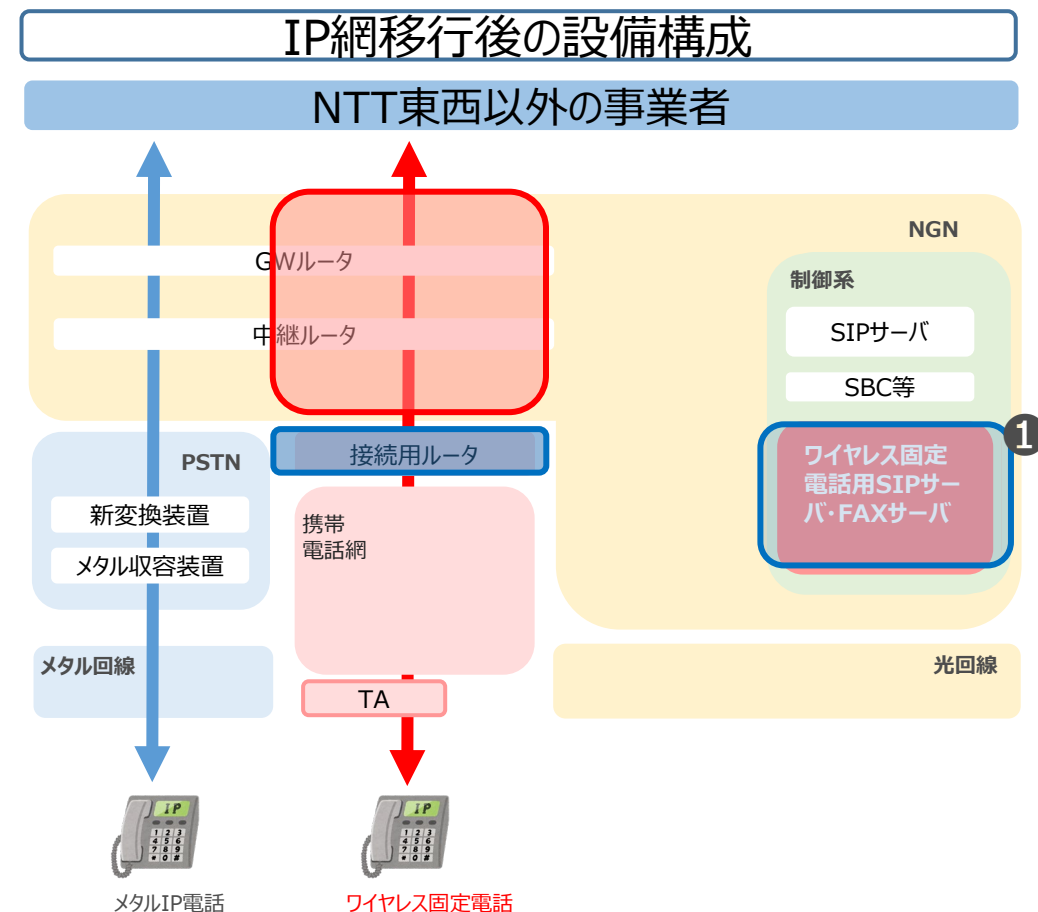 IP網移行後の設備構成
NTT東西以外の事業者
NGN
GWルータ
中継ルータ
制御系
SIPサーバ
SBC等
ワイヤレス固定
電話用SIPサー
バ・FAXサーバ
1
PSTN
接続用ルータ
新変換装置
メタル収容装置
携帯
電話網
メタル回線
光回線
TA
IP
1 2 3
4 5 6
7 8 9
* 0 #
IP
1 2 3
4 5 6
7 8 9
* 0 #
メタルIP電話
ワイヤレス固定電話